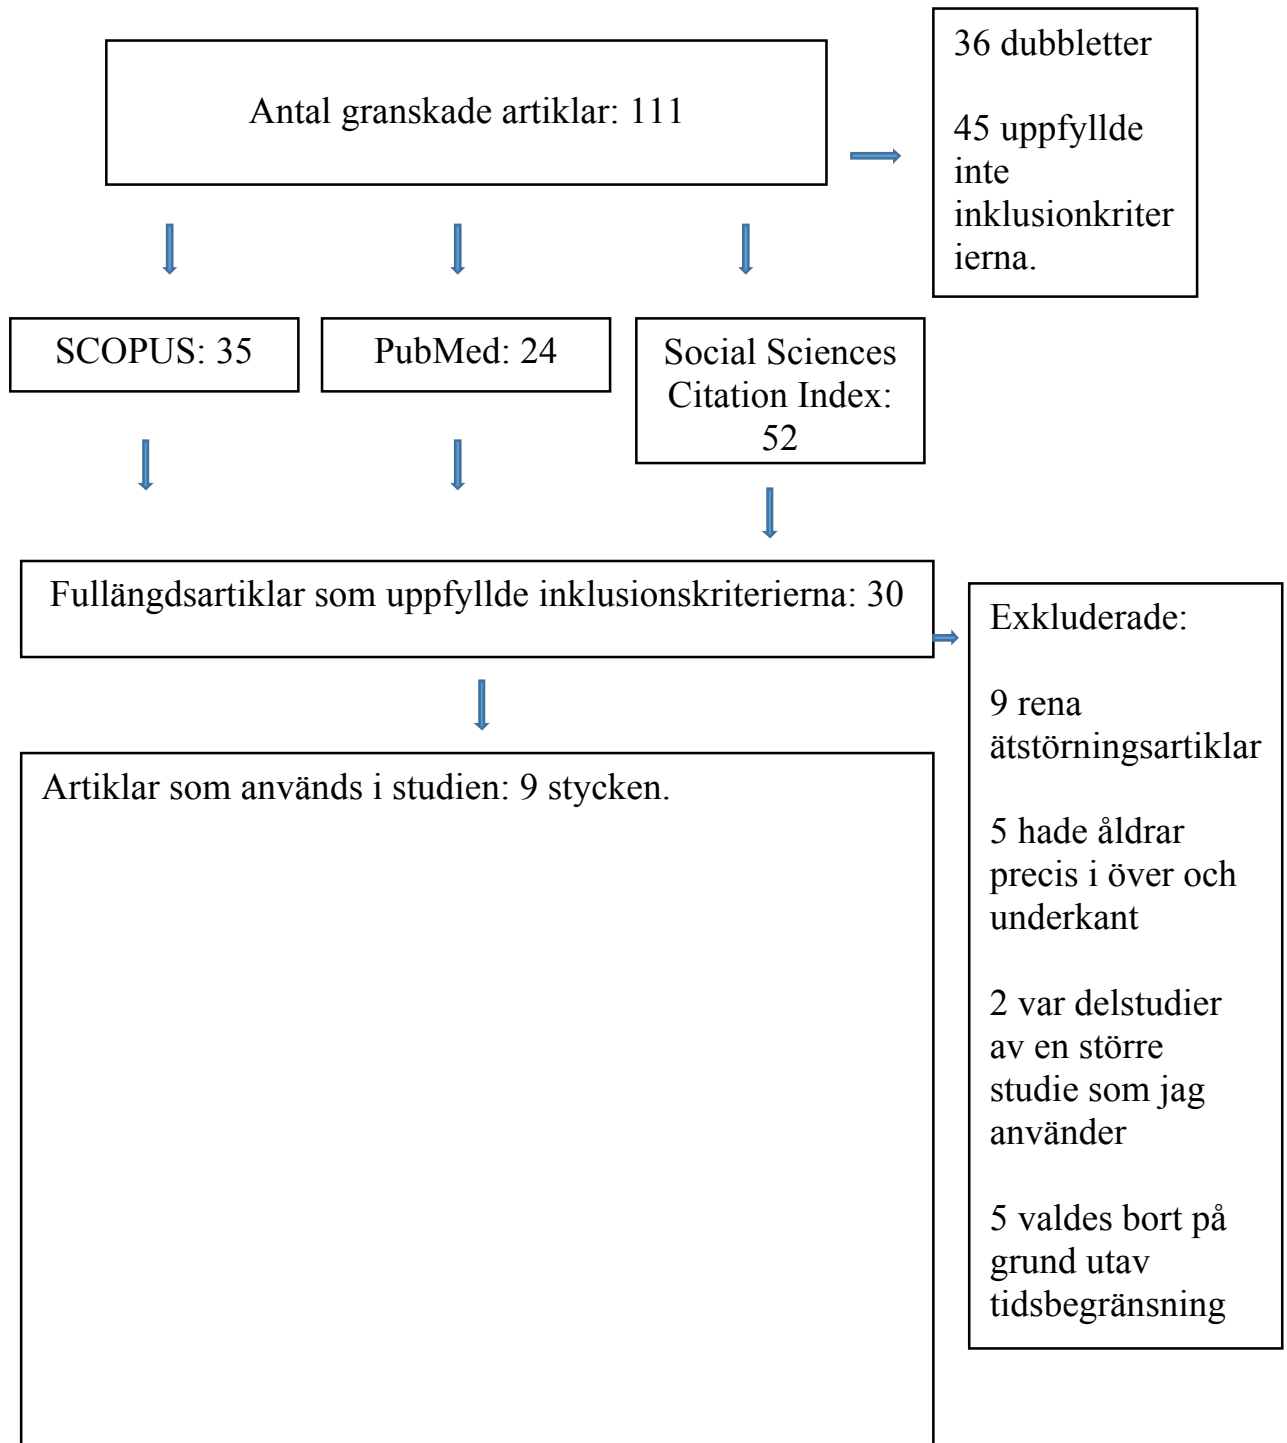 Antal granskade artiklar: 111
36 dubbletter
45 uppfyllde
inte
inklusionkriter
ierna.
SCOPUS: 35
PubMed: 24
Social Sciences
Citation Index:
52
Fullängdsartiklar som uppfyllde inklusionskriterierna: 30
Exkluderade:
9 rena
ätstörningsartiklar
5 hade åldrar
precis i över och
underkant
2 var delstudier
av en större
studie som jag
använder
5 valdes bort på
grund utav
tidsbegränsning
Artiklar som används i studien: 9 stycken.